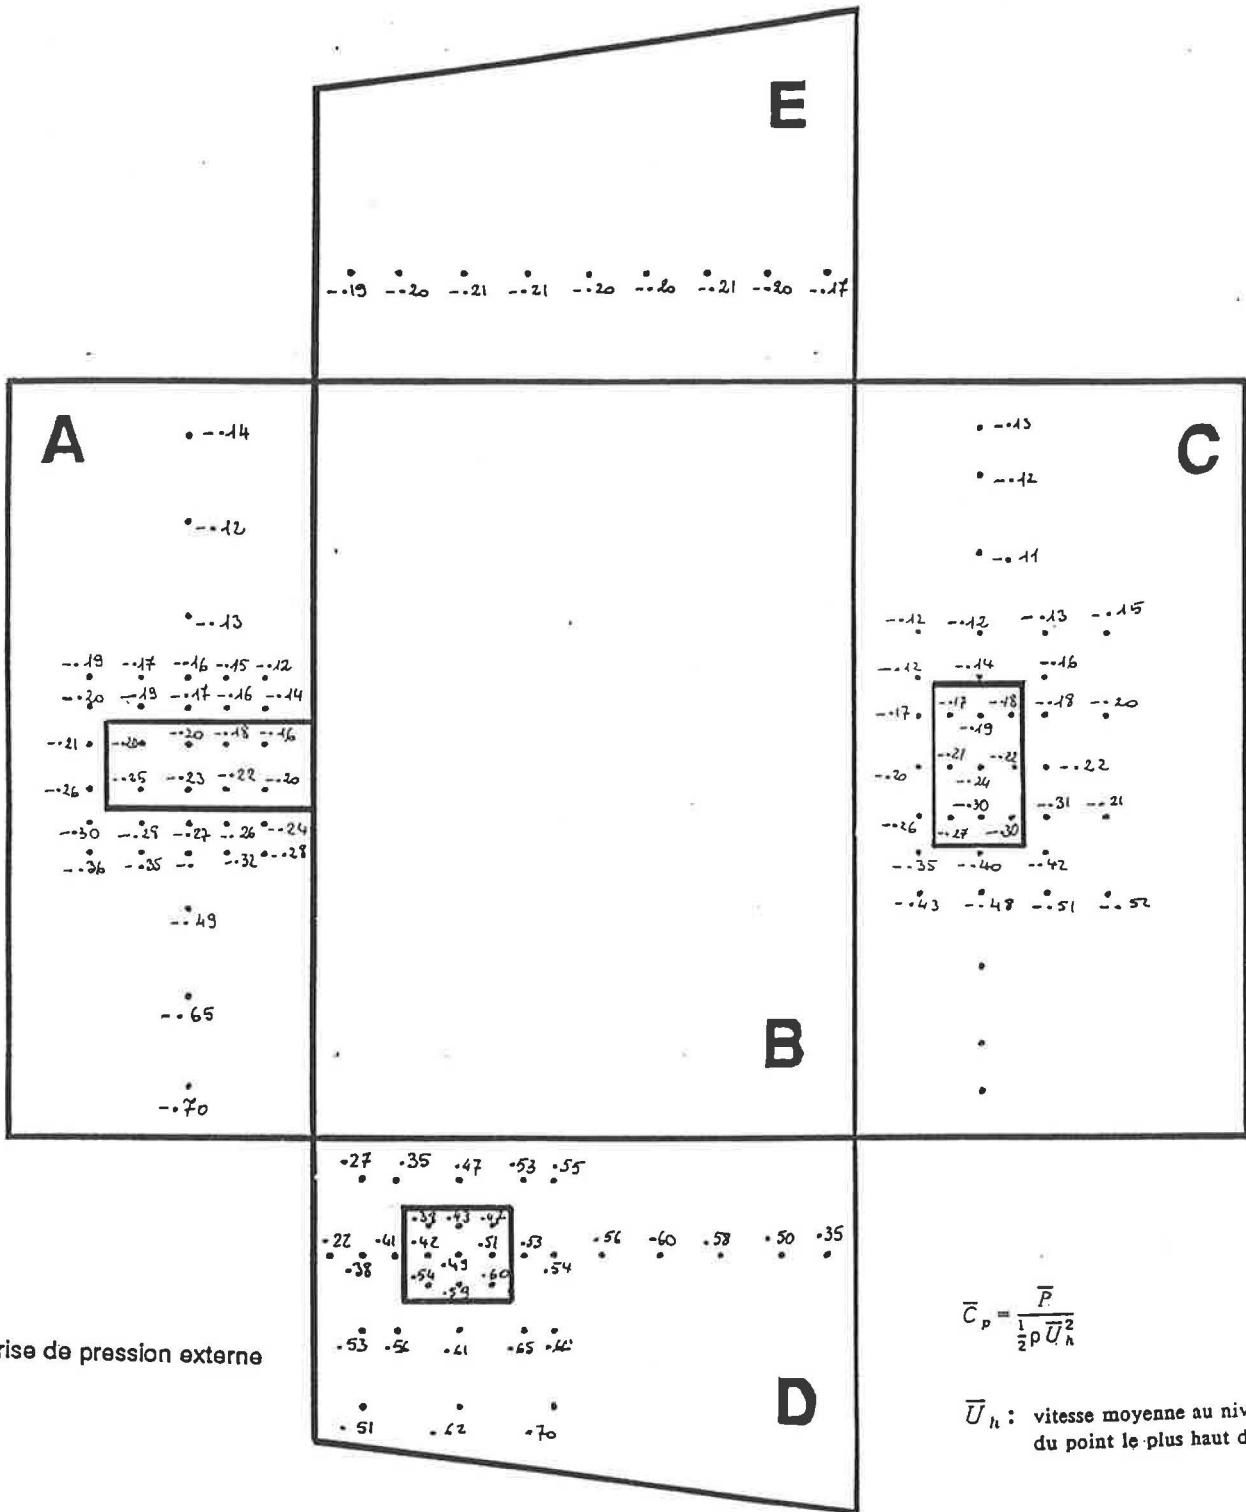 E
-.19 -.20 -.21 -.21 -.20 -.20 -.21 -.20 -.17
A
-.14
-.12
-.13
-.19 -.17 -.16 -.15 -.12
-.20 -.19 -.17 -.16 -.14
-.21 -.20 -.20 -.18 -.16
-.26 -.25 -.23 -.22 -.20
-.30 -.29 -.27 -.26 -.24
-.36 -.35 -. -.32 -.28
-.49
-.65
-.70
C
-.13
-.12
-.11
-.12 -.12 -.13 -.15
-.12 -.14 -.16
-.17 -.17 -.18 -.18 -.20
-.19
-.21 -.22 -.22
-.20 -.24
-.30 -.31 -.21
-.26 -.27 -.30
-.35 -.40 -.42
-.43 -.48 -.51 -.52
B
.27 .35 .47 .53 .55
.39 .43 .42
.22 .41 .42 .51 .53 .56 .60 .58 .50 .35
.38 .49 .54
.54 .60
.59
.53 .56 .61 .65 .66
.51 .62 .70
D
rise de pression externe
C̅p = P̅ / ½ ρ U̅h²
U̅h : vitesse moyenne au niv
du point le plus haut d